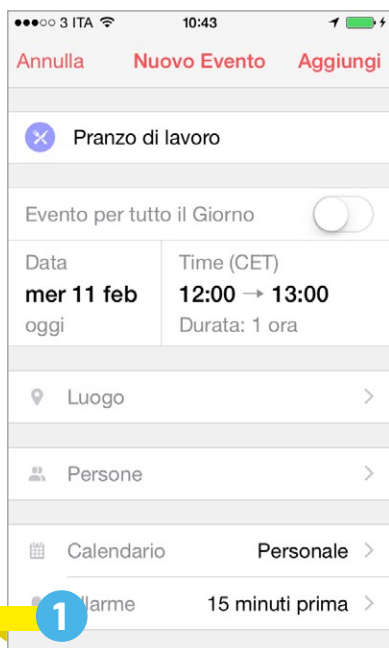 3 ITA 10:43
Annulla Nuovo Evento Aggiungi
Pranzo di lavoro
Evento per tutto il Giorno
Data Time (CET)
mer 11 feb 12:00 → 13:00
oggi Durata: 1 ora
Luogo
Persone
Calendario Personale
1 llarme 15 minuti prima